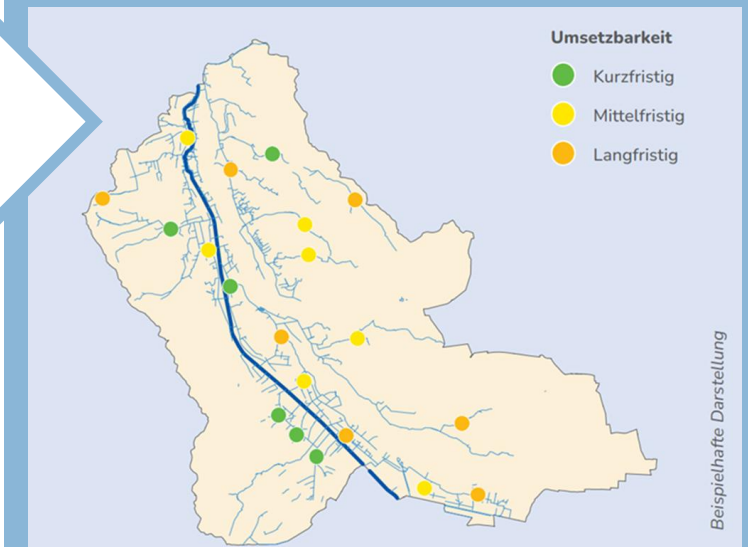 Umsetzbarkeit
Kurzfristig
Mittelfristig
Langfristig
Beispielhafte Darstellung